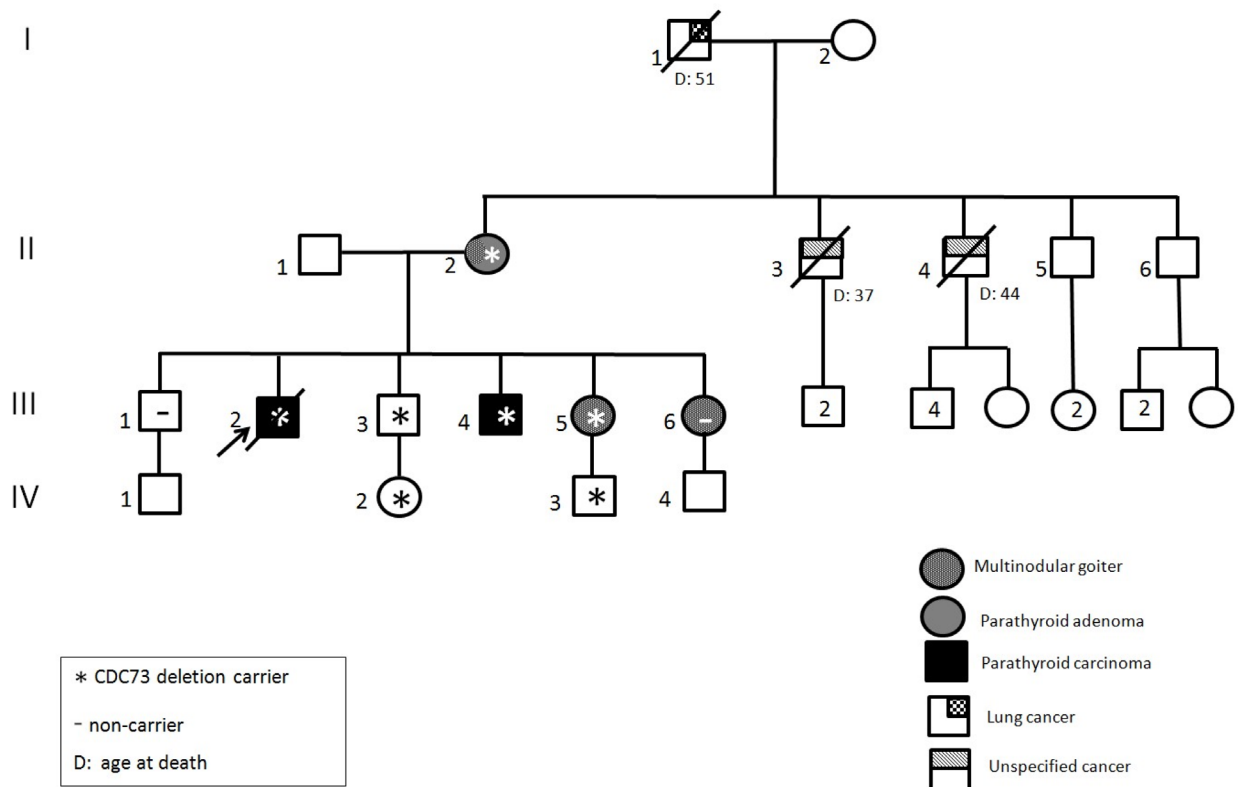 I
1
2
D: 51
II
1
2
*
3
4
5
6
D: 37
D: 44
III
1
-
2
*
3
*
4
*
5
*
6
-
2
4
2
2
IV
1
2
*
3
*
4
Multinodular goiter
Parathyroid adenoma
Parathyroid carcinoma
Lung cancer
Unspecified cancer
* CDC73 deletion carrier
- non-carrier
D: age at death